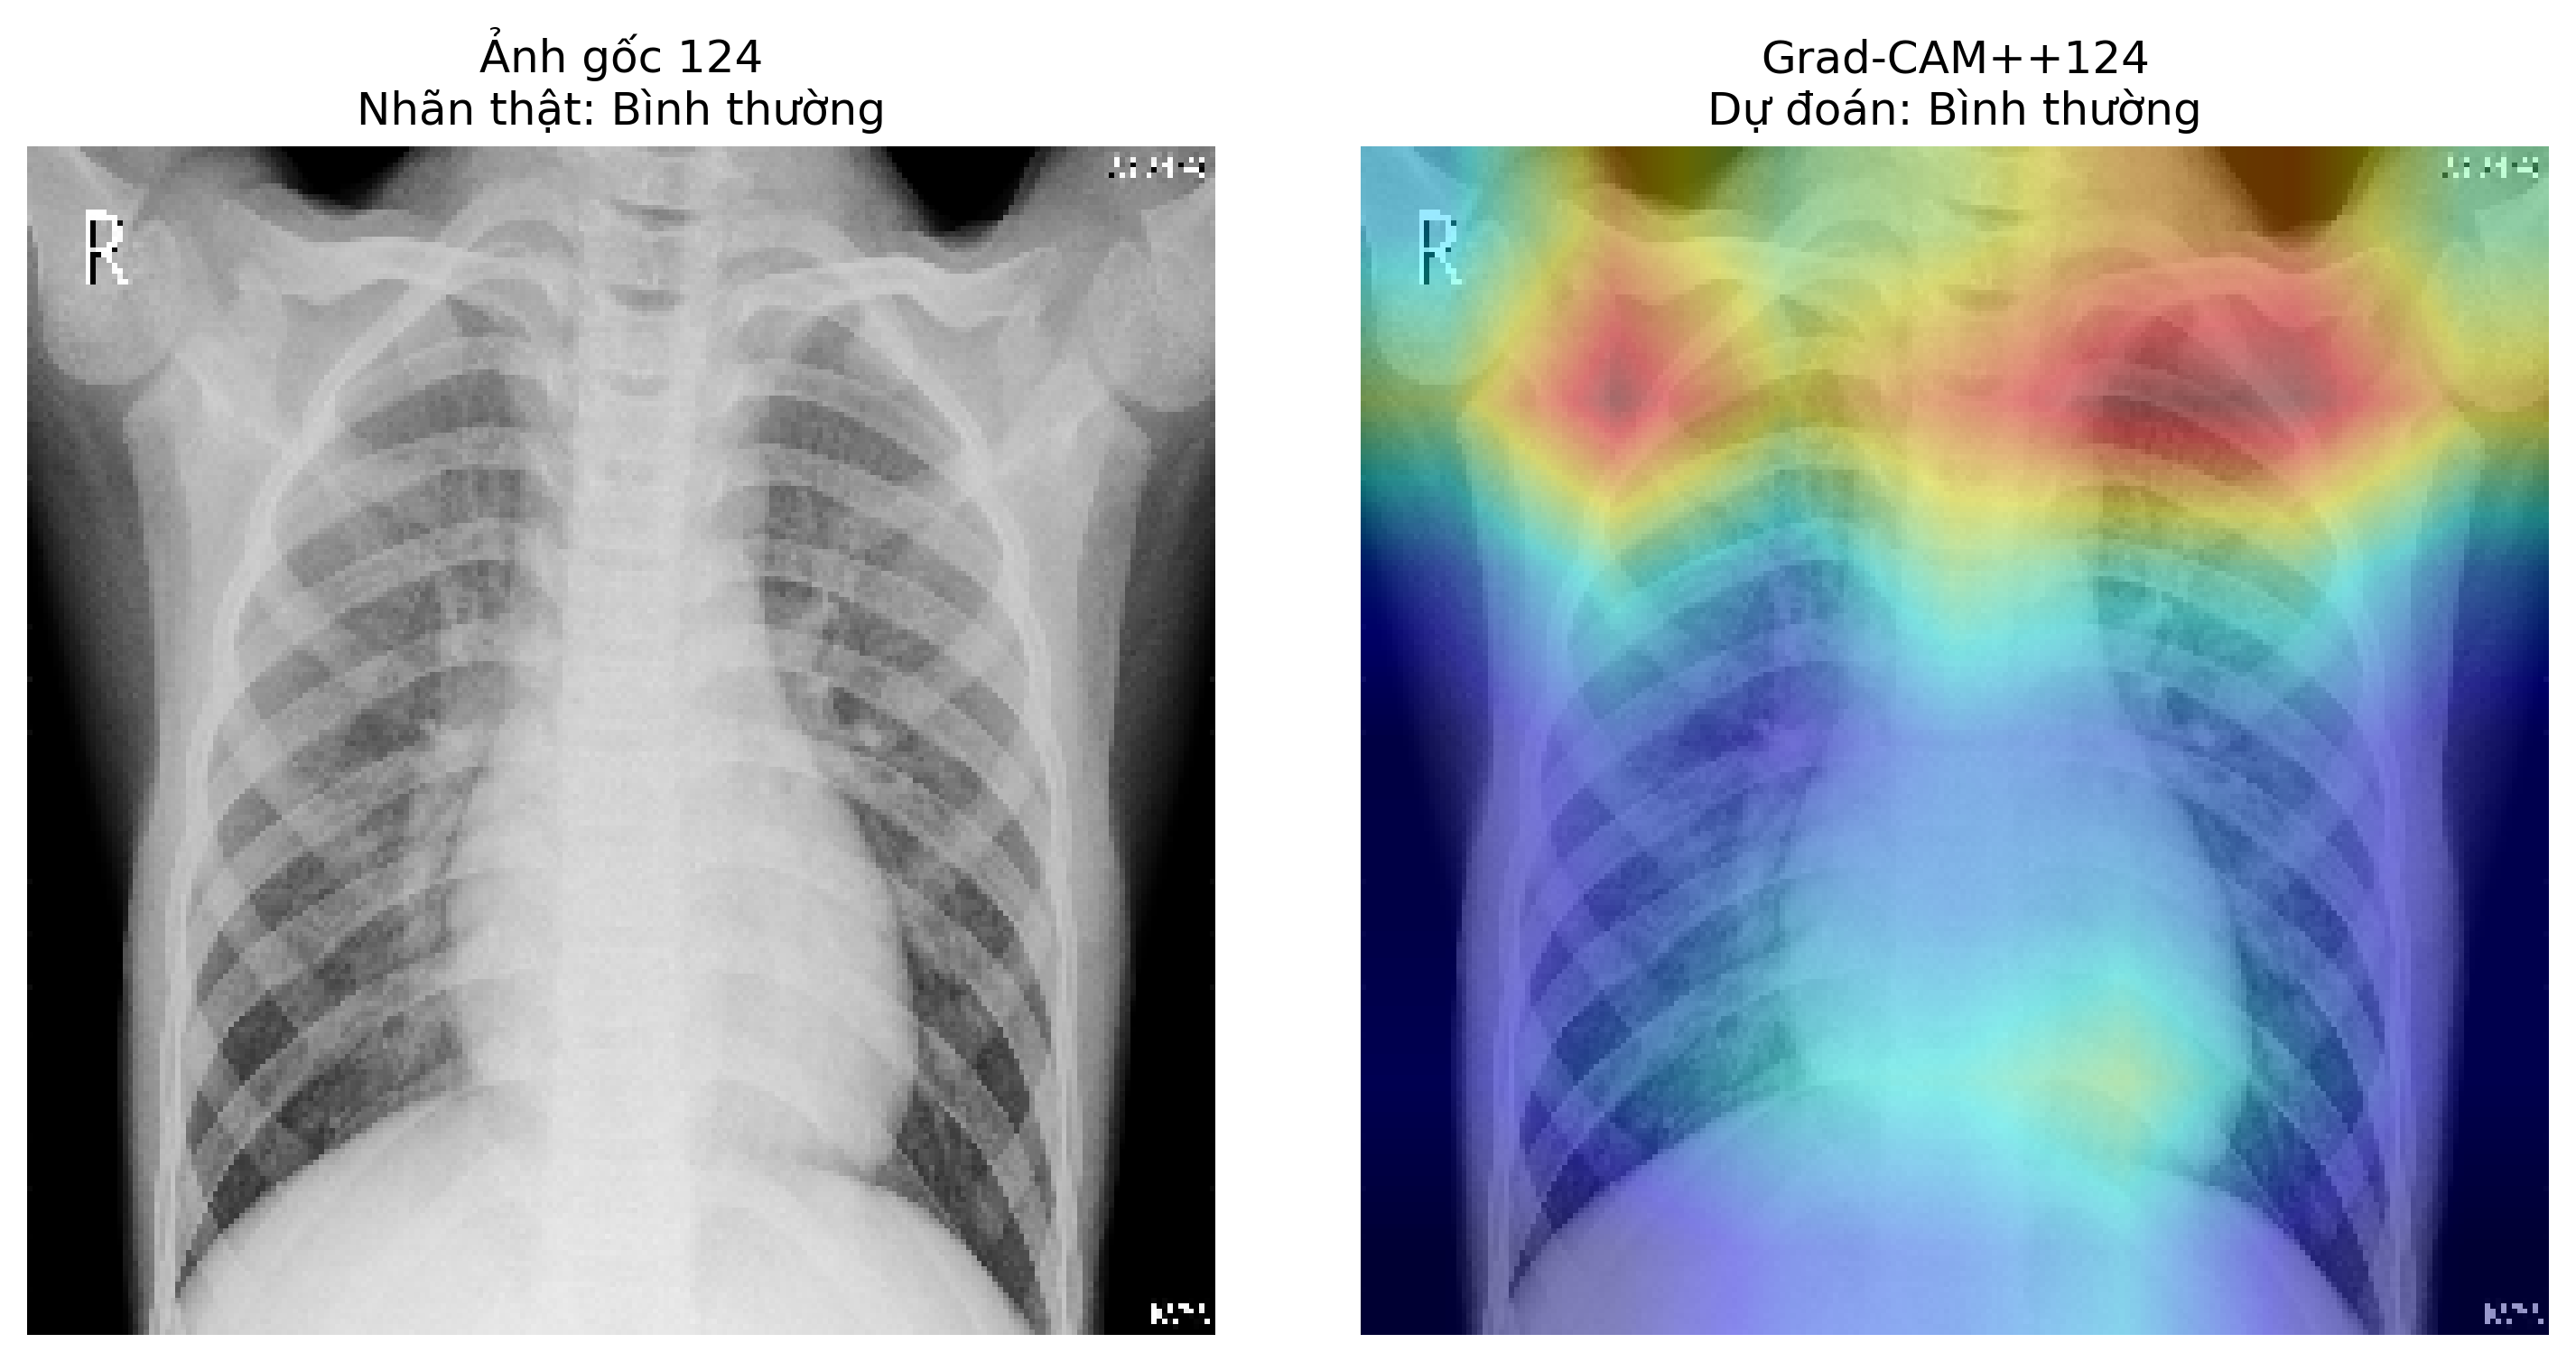 Ảnh gốc 124
Nhãn thật: Bình thường
R
Grad-CAM++124
Dự đoán: Bình thường
R